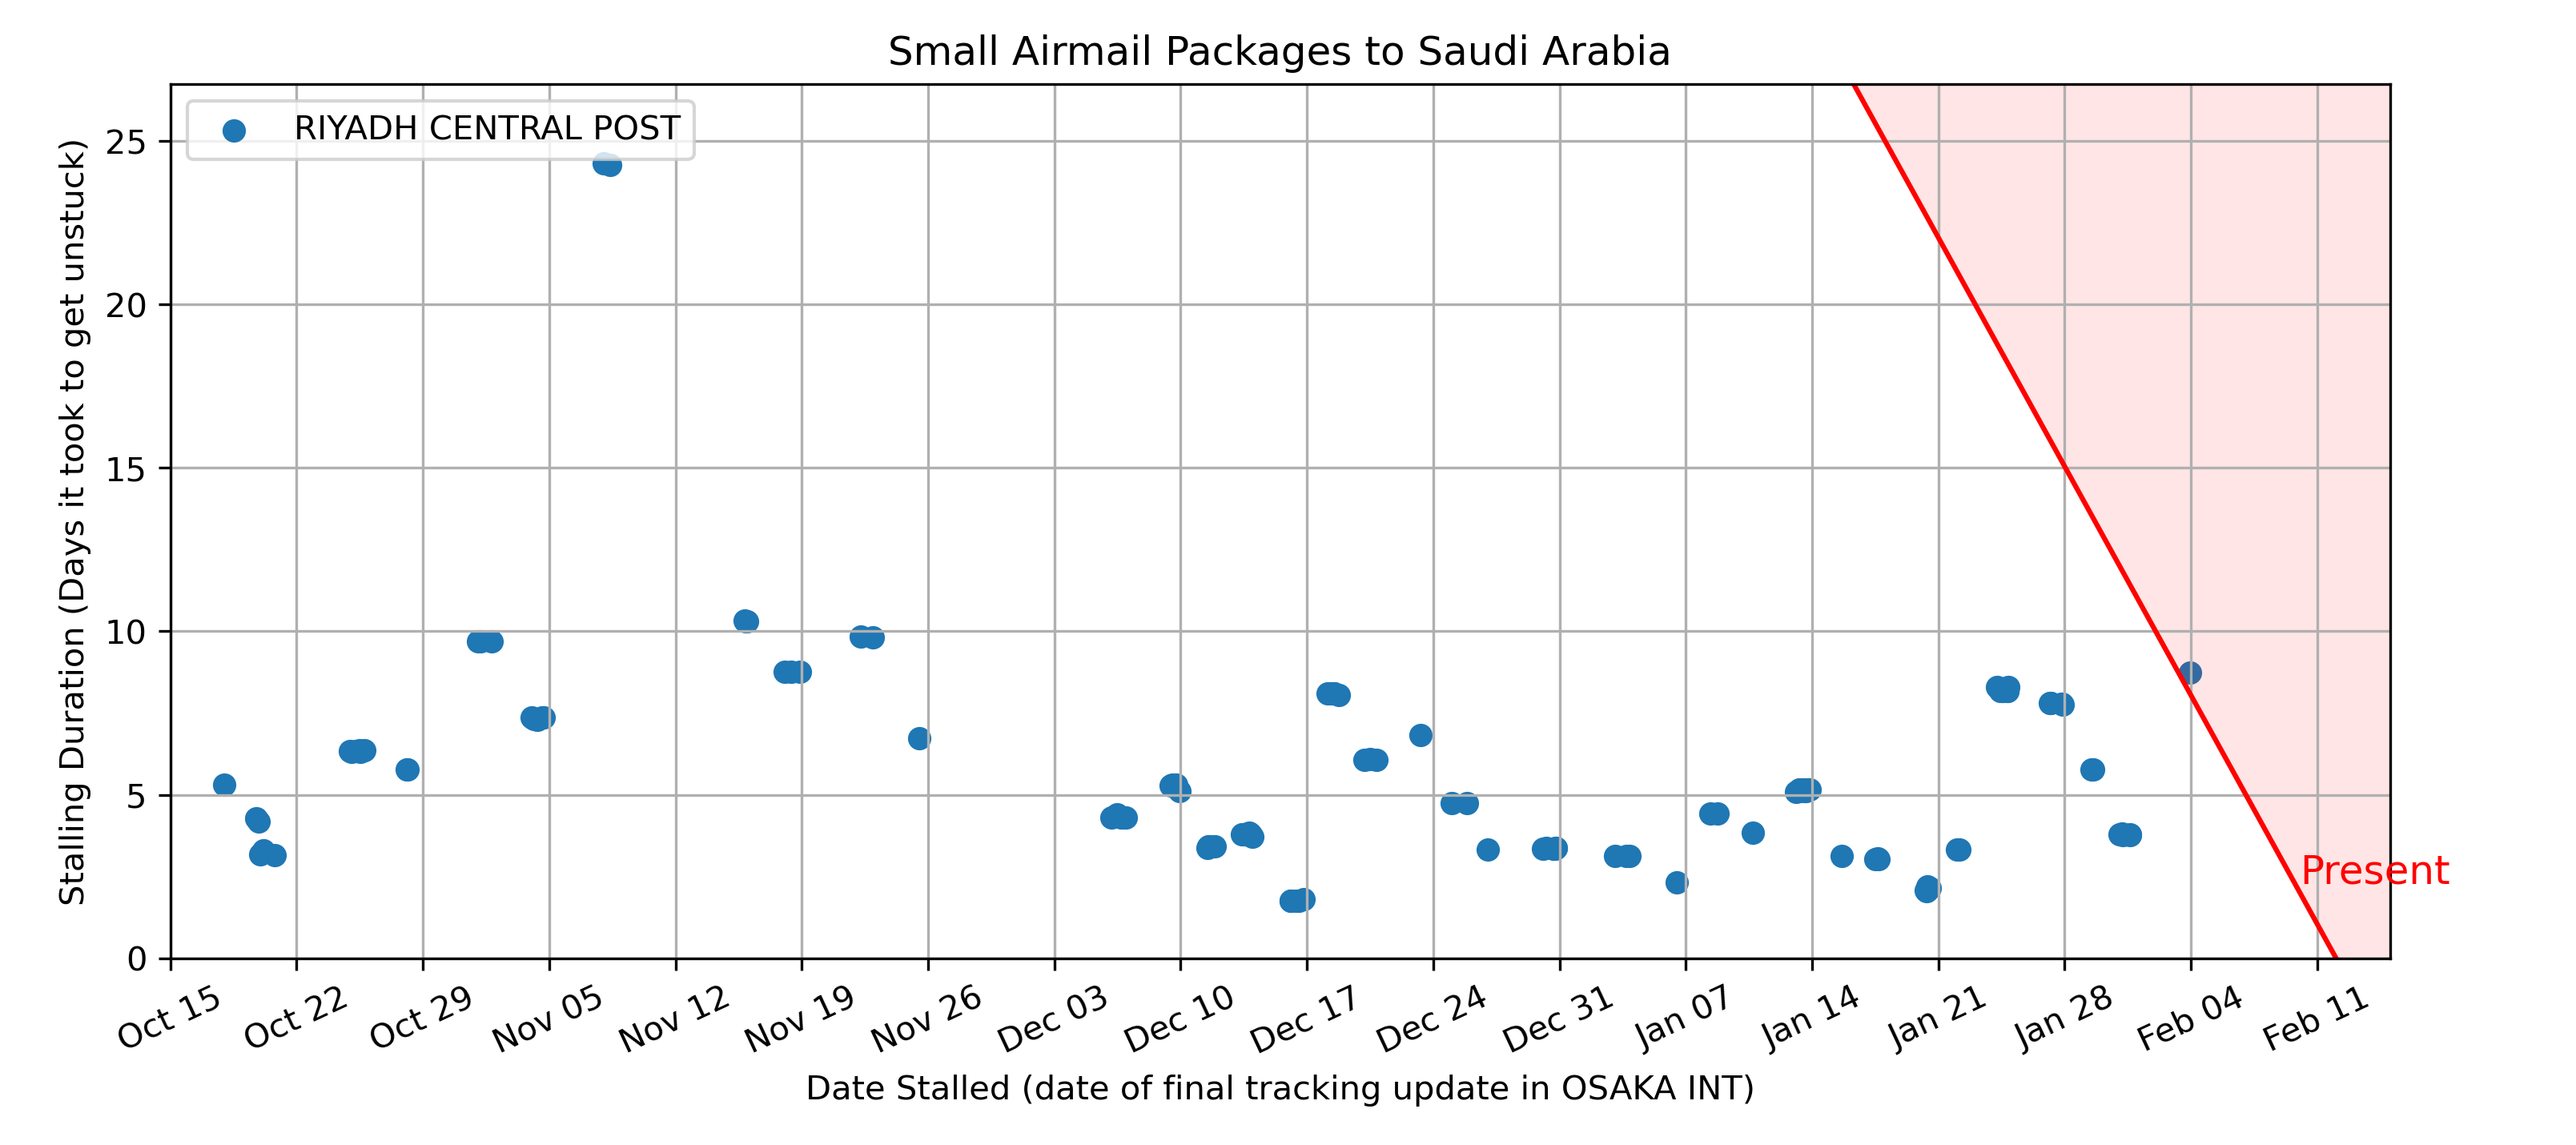 Small Airmail Packages to Saudi Arabia
RIYADH CENTRAL POST
Stalling Duration (Days it took to get unstuck)
25
20
15
10
5
0
Present
Oct 15
Oct 22
Oct 29
Nov 05
Nov 12
Nov 19
Nov 26
Dec 03
Dec 10
Dec 17
Dec 24
Dec 31
Jan 07
Jan 14
Jan 21
Jan 28
Feb 04
Feb 11
Date Stalled (date of final tracking update in OSAKA INT)